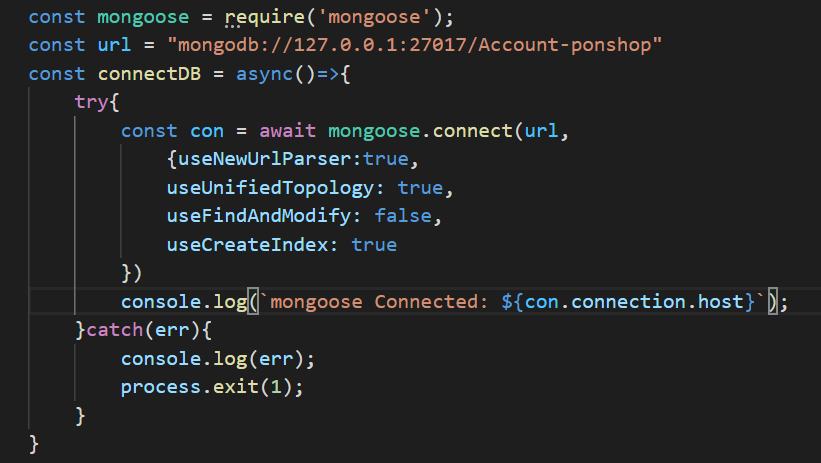 const mongoose = require('mongoose');
const url = "mongodb://127.0.0.1:27017/Account-ponshop"
const connectDB = async()=>{
    try{
        const con = await mongoose.connect(url,
            {useNewUrlParser:true,
            useUnifiedTopology: true,
            useFindAndModify: false,
            useCreateIndex: true
        })
        console.log(`mongoose Connected: ${con.connection.host}`);
    }catch(err){
        console.log(err);
        process.exit(1);
    }
}